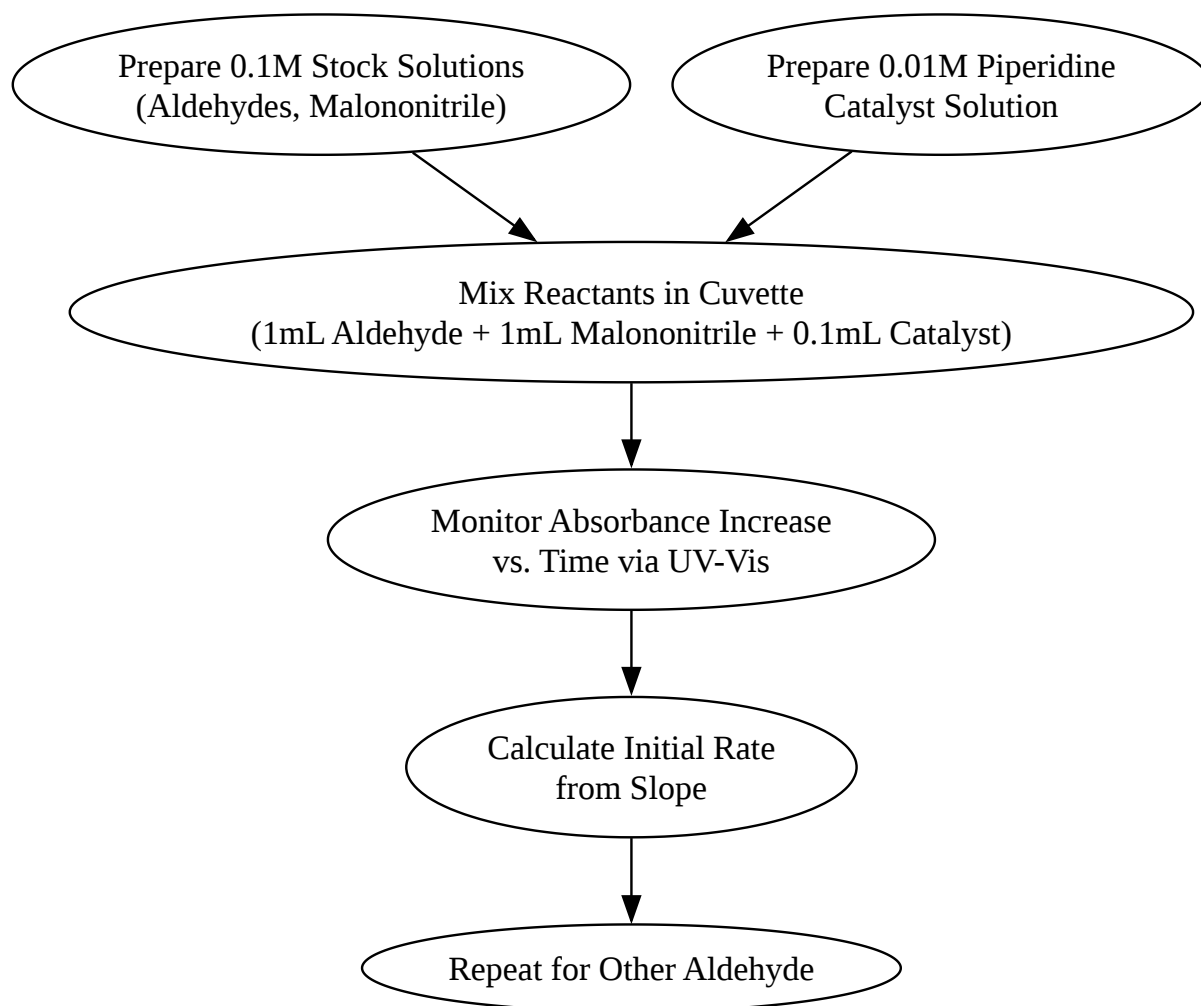 Prepare 0.1M Stock Solutions
(Aldehydes, Malononitrile)
Prepare 0.01M Piperidine
Catalyst Solution
Mix Reactants in Cuvette
(1mL Aldehyde + 1mL Malononitrile + 0.1mL Catalyst)
Monitor Absorbance Increase
vs. Time via UV-Vis
Calculate Initial Rate
from Slope
Repeat for Other Aldehyde